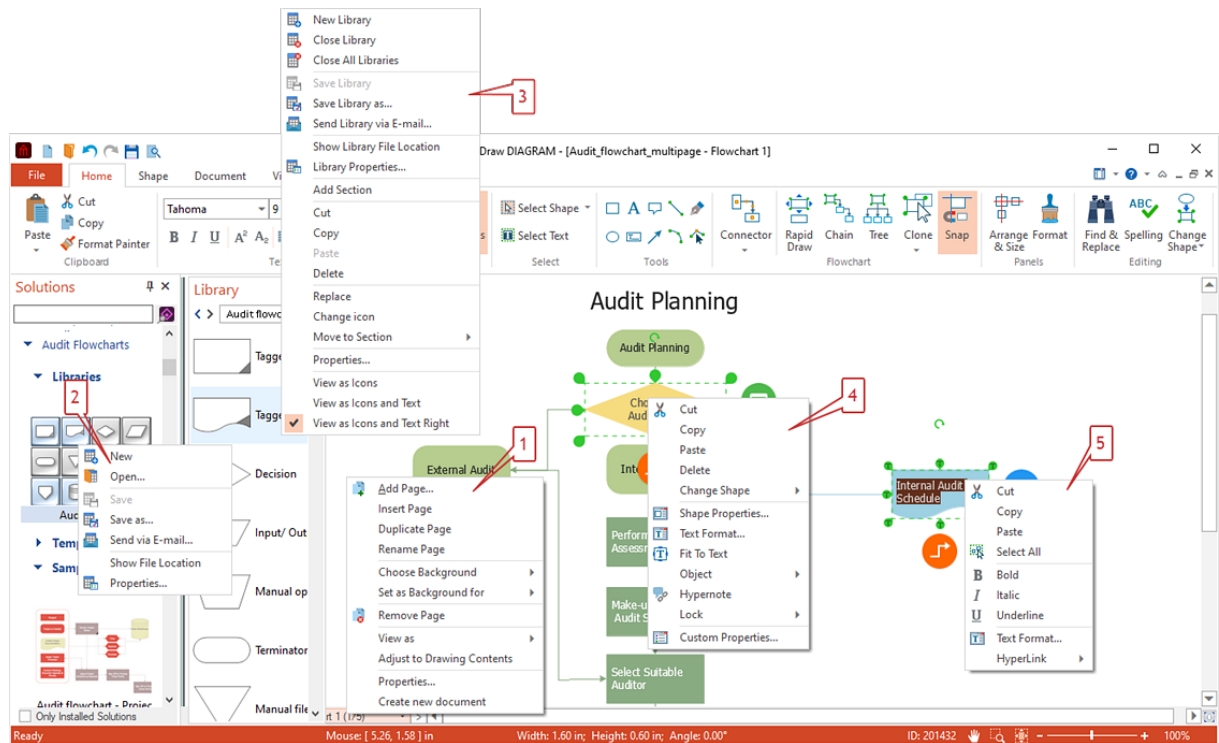 New Library
Close Library
Close All Libraries
Save Library
Save Library as...
Send Library via E-mail...
Show Library File Location
Library Properties...
Add Section
Cut
Copy
Paste
Delete
Replace
Change icon
Move to Section
Properties...
View as Icons
View as Icons and Text
View as Icons and Text Right
3
Draw DIAGRAM - [Audit_flowchart_multipage - Flowchart 1]
File Home Shape Document
Cut
Copy
Format Painter
Paste
Clipboard
Tahoma 9
B I U A² A₂
Select Shape
Select Text
Select
Tools
Connector
Rapid Draw
Chain
Tree
Clone
Snap
Flowchart
Arrange & Size
Format
Panels
Find & Replace
ABC
Spelling
Change Shape
Editing
Solutions
Audit Flowcharts
Libraries
2
New
Open...
Save
Save as...
Send via E-mail...
Show File Location
Properties...
Audit flowchart - Projec
Only Installed Solutions
Library
Decision
Input/ Out
Manual op
Terminator
Manual file
Audit Planning
Audit Planning
External Audit
1
Add Page...
Insert Page
Duplicate Page
Rename Page
Choose Background
Set as Background for
Remove Page
View as
Adjust to Drawing Contents
Properties...
Create new document
Select Suitable
Auditor
4
Cut
Copy
Paste
Delete
Change Shape
Shape Properties...
Text Format...
Fit To Text
Object
Hypernote
Lock
Custom Properties...
Internal Audit
Schedule
5
Cut
Copy
Paste
Select All
B Bold
I Italic
U Underline
Text Format...
HyperLink
Ready
Mouse: [ 5.26, 1.58 ] in
Width: 1.60 in; Height: 0.60 in; Angle: 0.00°
ID: 201432
100%